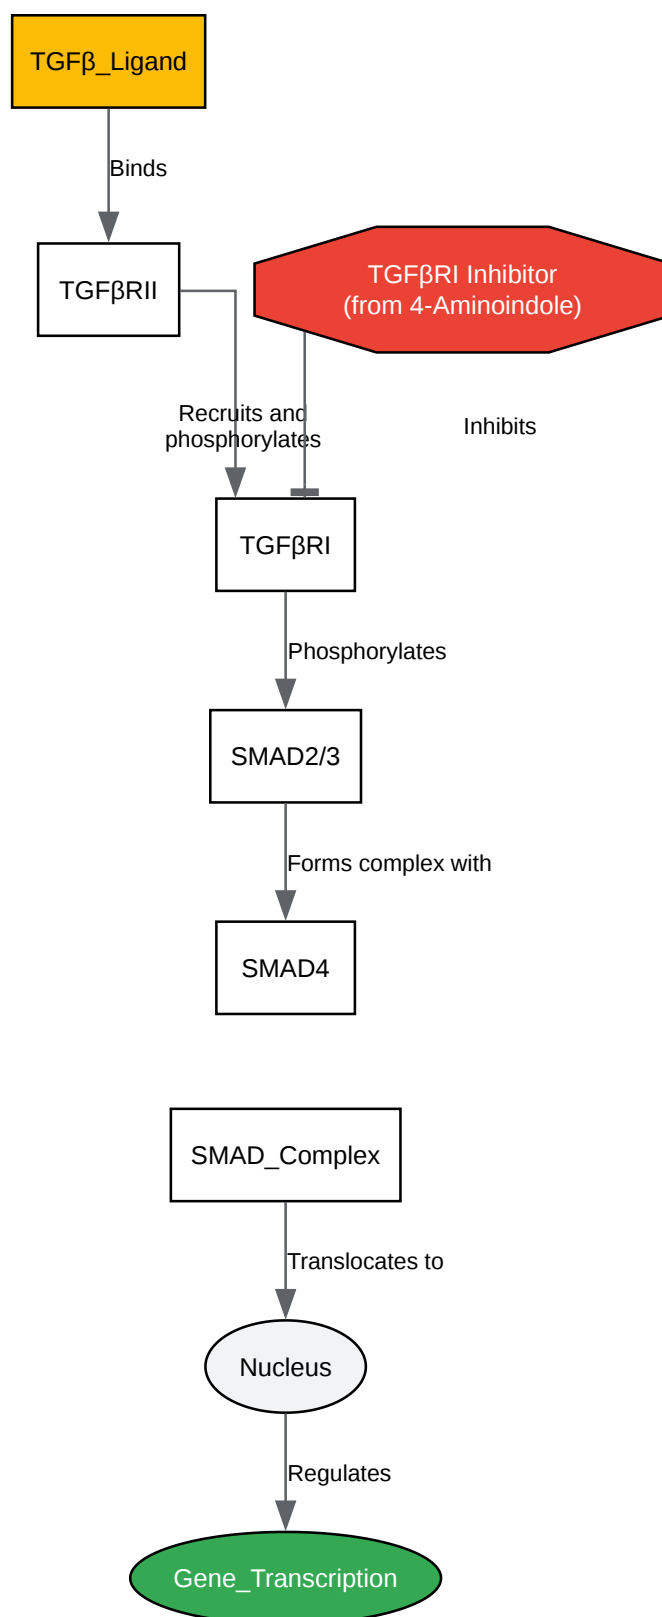 TGFβ_Ligand
Binds
TGFβRII
TGFβRI Inhibitor
(from 4-Aminoindole)
Recruits and
phosphorylates
Inhibits
TGFβRI
Phosphorylates
SMAD2/3
Forms complex with
SMAD4
SMAD_Complex
Translocates to
Nucleus
Regulates
Gene_Transcription